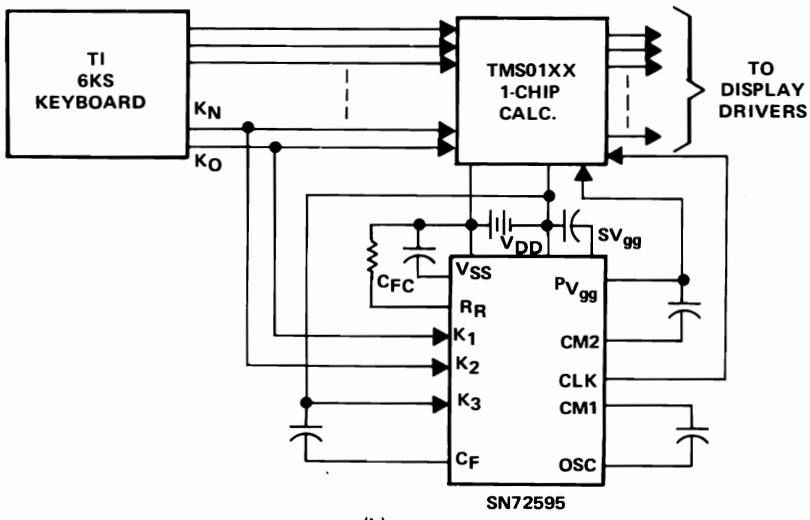 TI
6KS
KEYBOARD
KN
KO
TMS01XX
1-CHIP
CALC.
TO
DISPLAY
DRIVERS
VDD
SVgg
CFC
VSS
RR
K1
K2
K3
CF
PVgg
CM2
CLK
CM1
OSC
SN72595